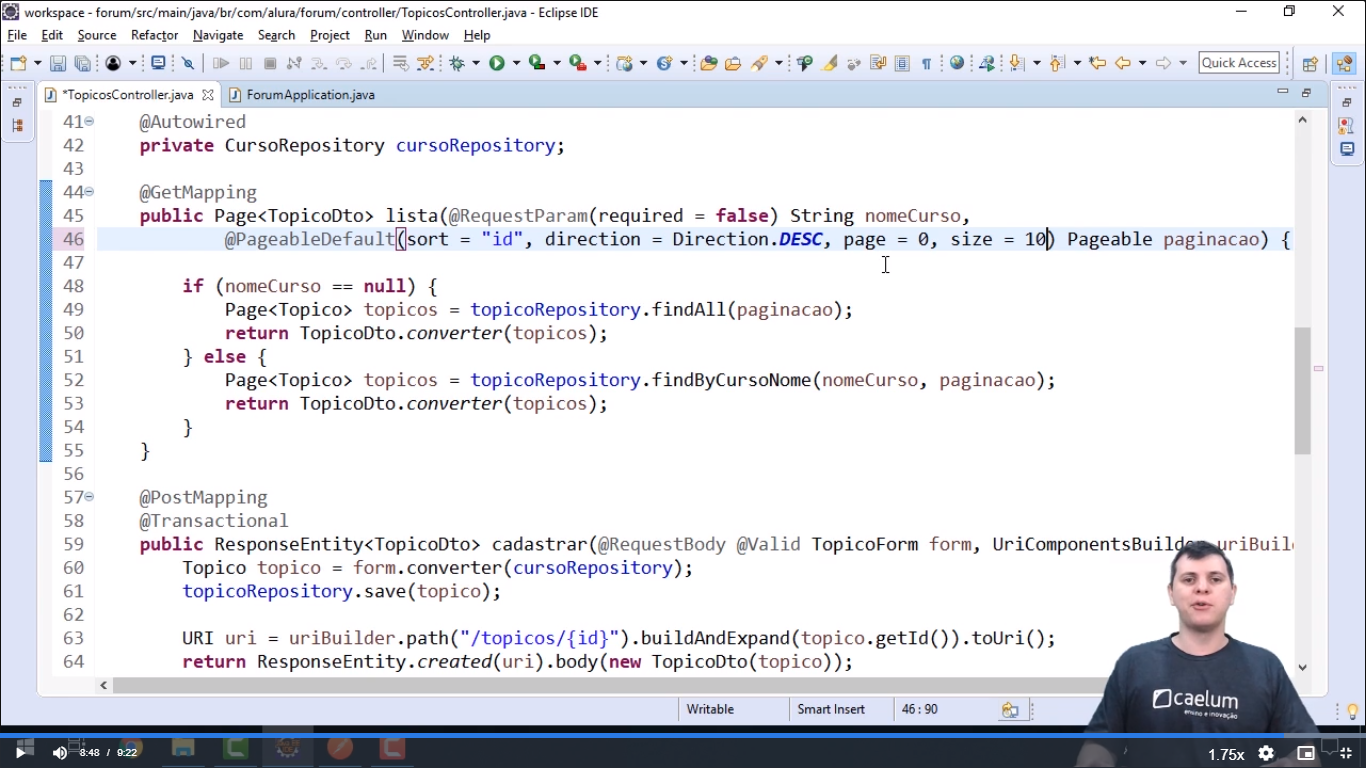 workspace - forum/src/main/java/br/com/alura/forum/controller/TopicosController.java - Eclipse IDE
File Edit Source Refactor Navigate Search Project Run Window Help
Quick Access
*TopicosController.java ForumApplication.java
41 @Autowired
42 private CursoRepository cursoRepository;
43
44 @GetMapping
45 public Page<TopicoDto> lista(@RequestParam(required = false) String nomeCurso,
46 @PageableDefault(sort = "id", direction = Direction.DESC, page = 0, size = 10) Pageable paginacao) {
47
48 if (nomeCurso == null) {
49 Page<Topico> topicos = topicoRepository.findAll(paginacao);
50 return TopicoDto.converter(topicos);
51 } else {
52 Page<Topico> topicos = topicoRepository.findByCursoNome(nomeCurso, paginacao);
53 return TopicoDto.converter(topicos);
54 }
55 }
56
57 @PostMapping
58 @Transactional
59 public ResponseEntity<TopicoDto> cadastrar(@RequestBody @Valid TopicoForm form, UriComponentsBuilder uriBuil
60 Topico topico = form.converter(cursoRepository);
61 topicoRepository.save(topico);
62
63 URI uri = uriBuilder.path("/topicos/{id}").buildAndExpand(topico.getId()).toUri();
64 return ResponseEntity.created(uri).body(new TopicoDto(topico));
caelum
ensino e inovação
Writable Smart Insert 46 : 90
8:48 / 9:22 1.75x